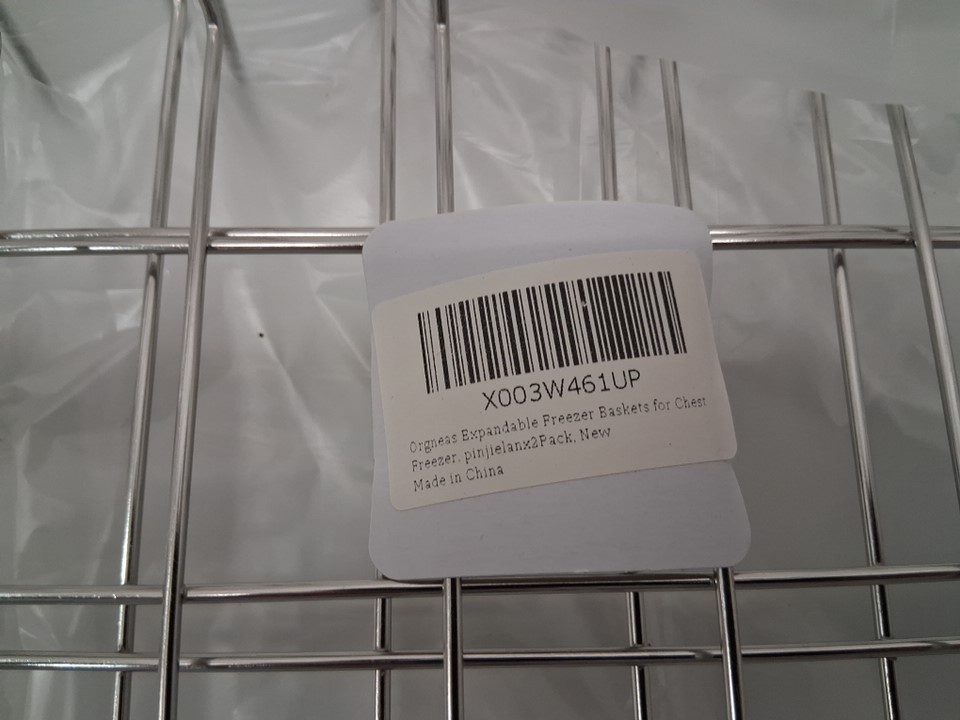 X003W461UP
Orgneas Expandable Freezer Baskets for Chest
Freezer, pinjielanx2Pack, New
Made in China